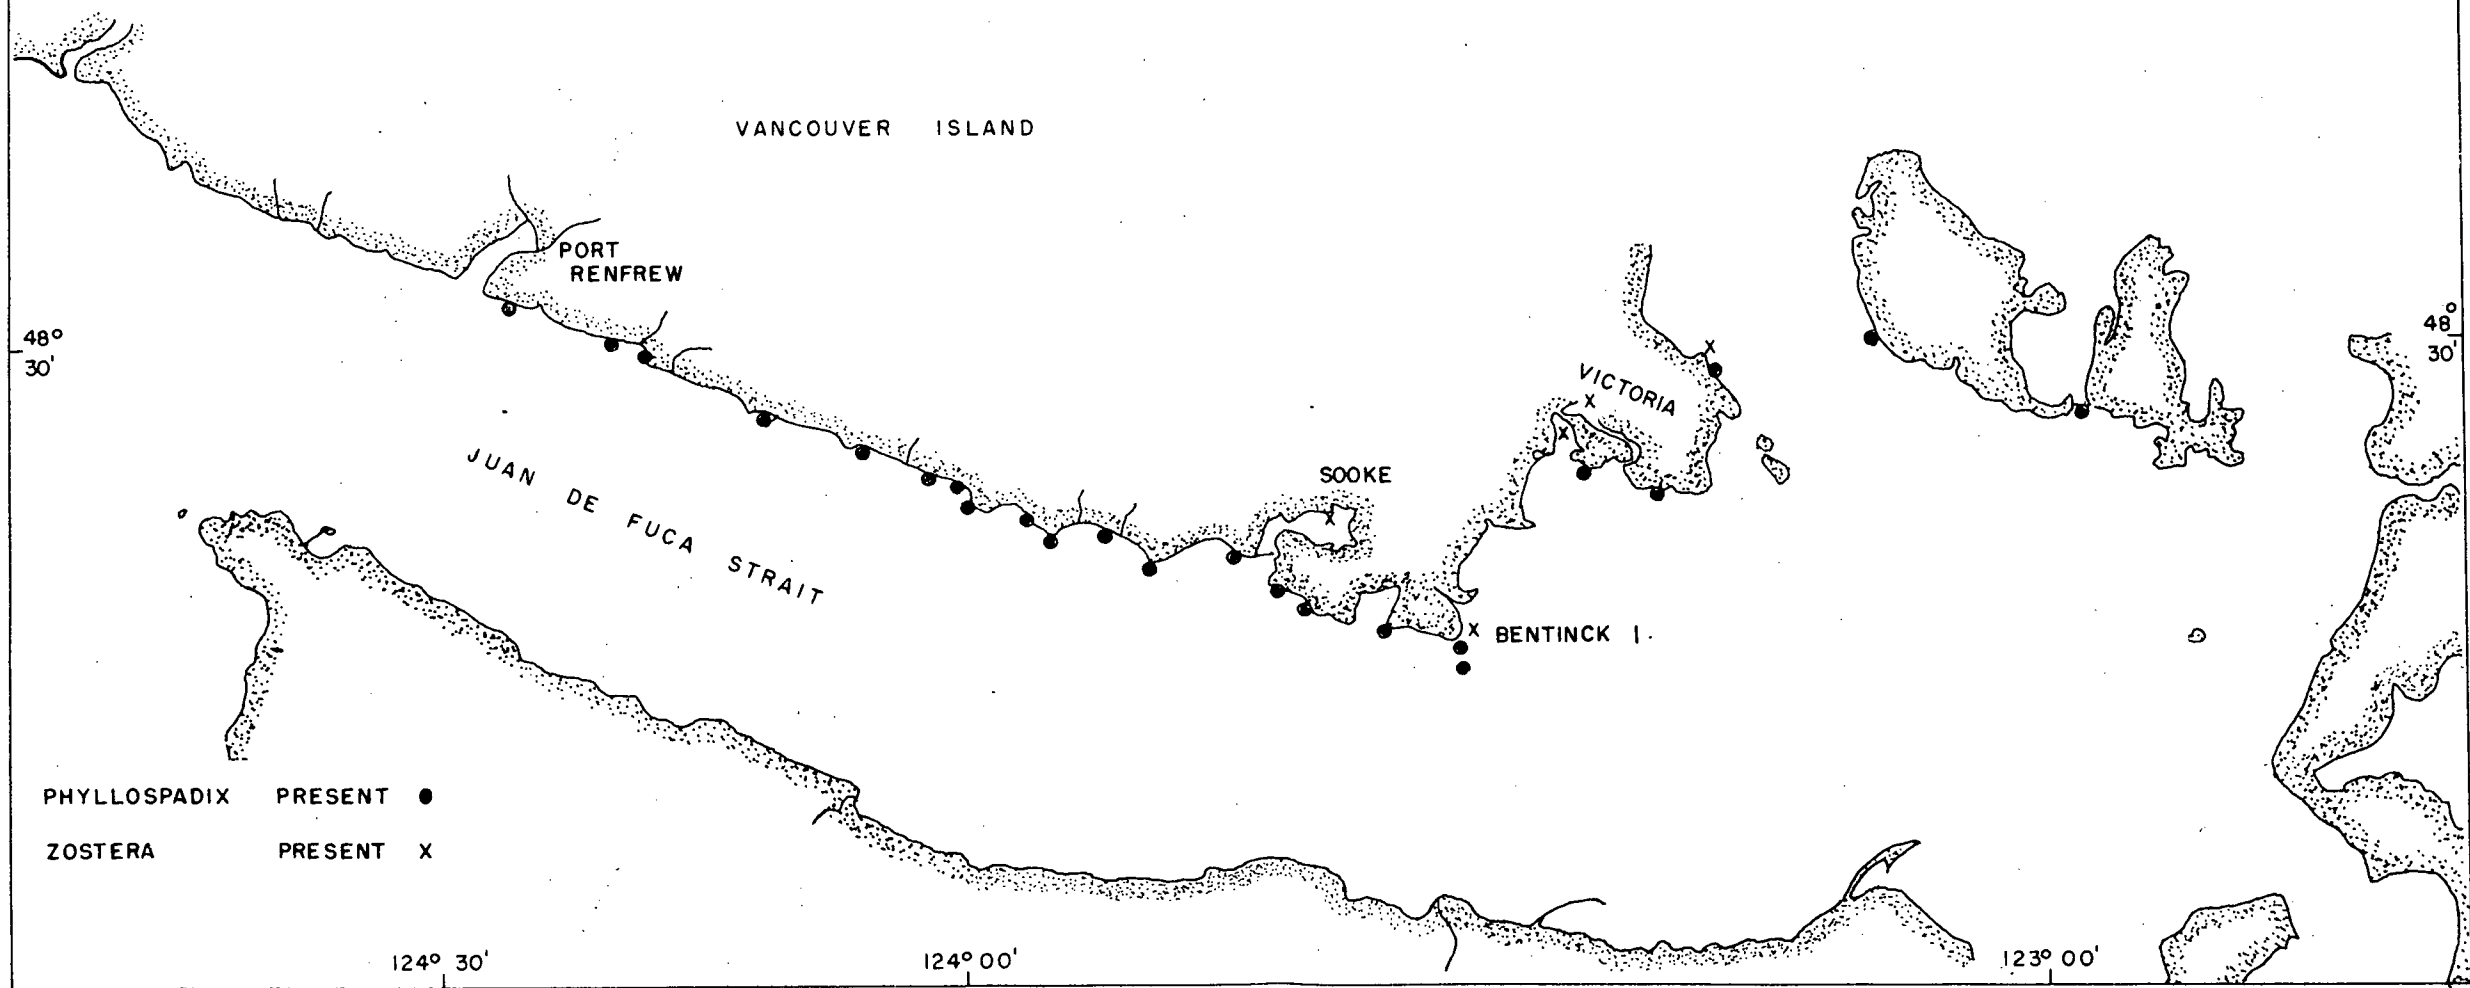 VANCOUVER ISLAND
PORT
RENFREW
48°
30'
48°
30'
VICTORIA
SOOKE
JUAN DE FUCA STRAIT
X BENTINCK I.
PHYLLOSPADIX PRESENT ●
ZOSTERA PRESENT X
124° 30'
124° 00'
123° 00'